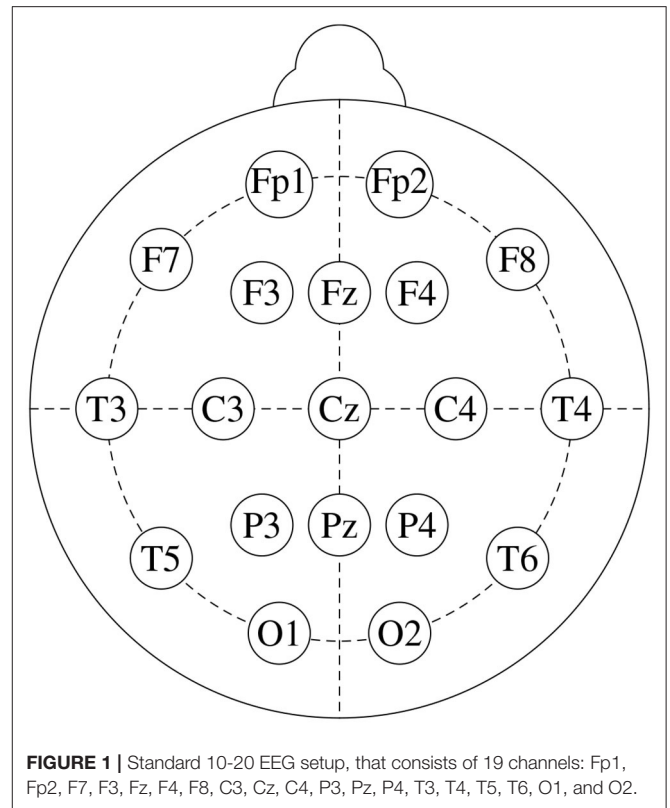 Fp1 Fp2
F7 F8
F3 Fz F4
T3 C3 Cz C4 T4
P3 Pz P4
T5 T6
O1 O2
FIGURE 1 | Standard 10-20 EEG setup, that consists of 19 channels: Fp1,
Fp2, F7, F3, Fz, F4, F8, C3, Cz, C4, P3, Pz, P4, T3, T4, T5, T6, O1, and O2.